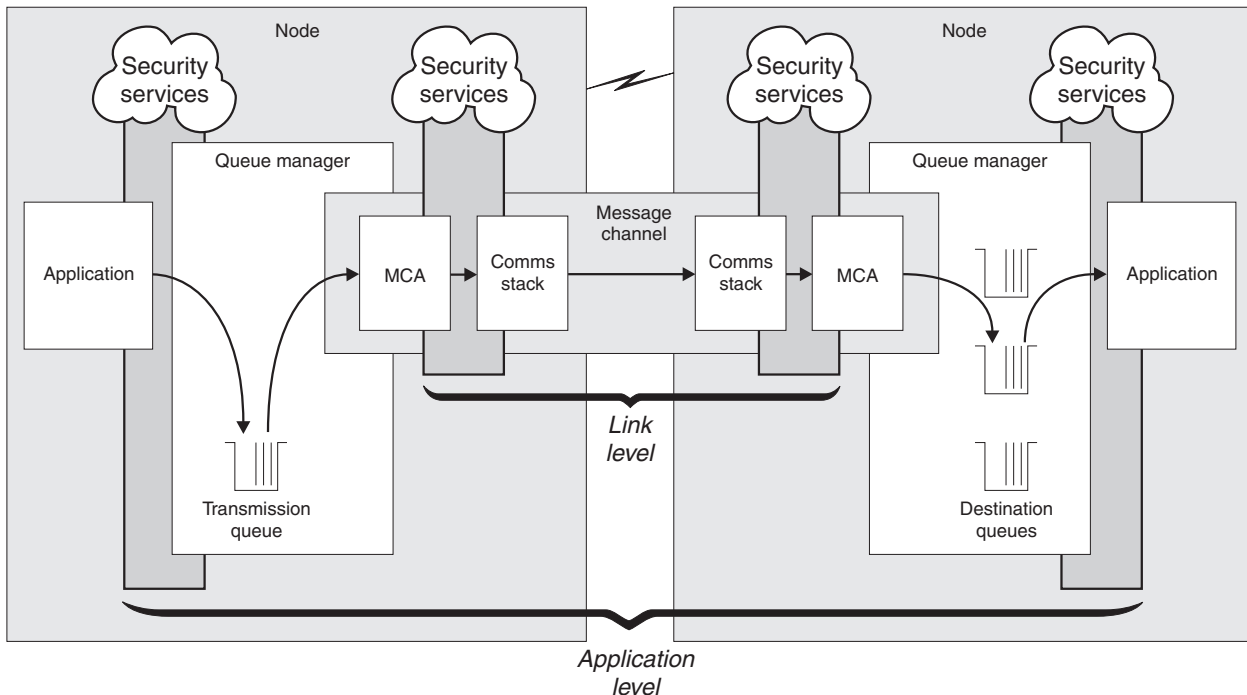 Node
Node
Security
services
Security
services
Security
services
Security
services
Queue manager
Queue manager
Message
channel
Application
MCA
Comms
stack
Comms
stack
MCA
Application
Link
level
Transmission
queue
Destination
queues
Application
level